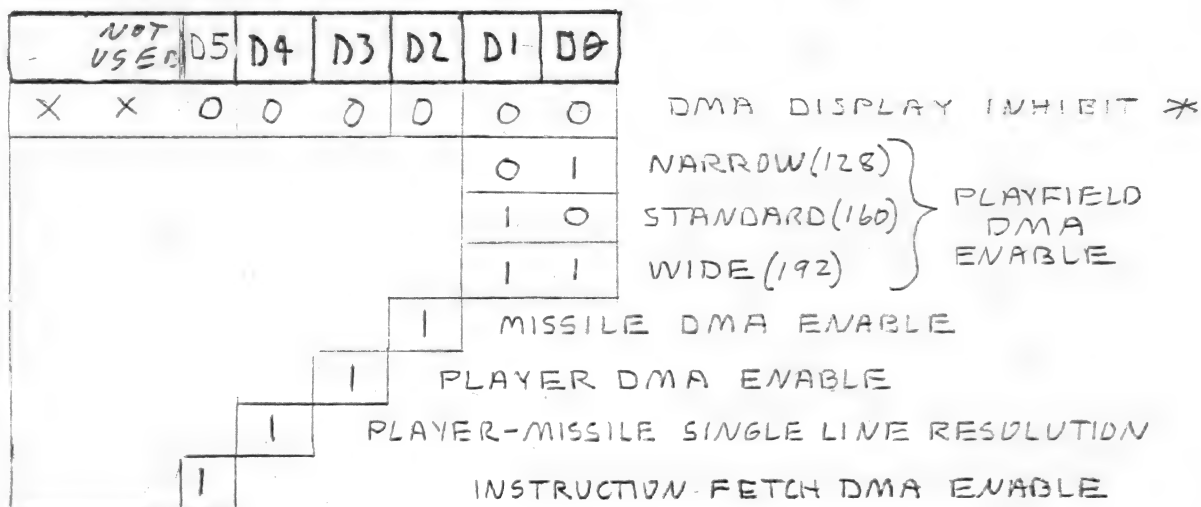 NOT USED D5 D4 D3 D2 D1 D0
X X 0 0 0 0 0 0 DMA DISPLAY INHIBIT *
0 1 NARROW(128)
1 0 STANDARD(160)
1 1 WIDE(192)
PLAYFIELD
DMA
ENABLE
1 MISSILE DMA ENABLE
1 PLAYER DMA ENABLE
1 PLAYER-MISSILE SINGLE LINE RESOLUTION
1 INSTRUCTION FETCH DMA ENABLE